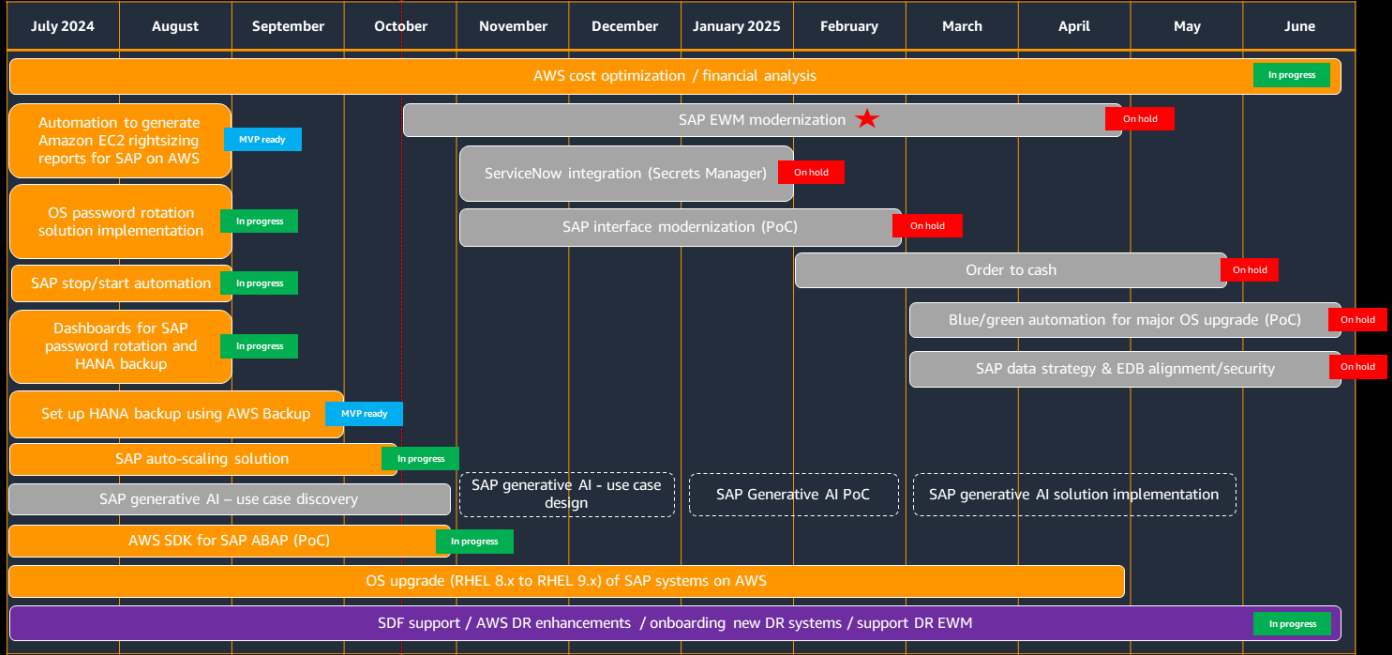 July 2024 August September October November December January 2025 February March April May June
AWS cost optimization / financial analysis
In progress
Automation to generate
Amazon EC2 rightsizing
reports for SAP on AWS
MVP ready
SAP EWM modernization
On hold
ServiceNow integration (Secrets Manager)
On hold
OS password rotation
solution implementation
In progress
SAP interface modernization (PoC)
On hold
Order to cash
On hold
SAP stop/start automation
In progress
Dashboards for SAP
password rotation and
HANA backup
In progress
Blue/green automation for major OS upgrade (PoC)
On hold
SAP data strategy & EDB alignment/security
On hold
Set up HANA backup using AWS Backup
MVP ready
SAP auto-scaling solution
In progress
SAP generative AI – use case discovery
SAP generative AI - use case
design
SAP Generative AI PoC
SAP generative AI solution implementation
AWS SDK for SAP ABAP (PoC)
In progress
OS upgrade (RHEL 8.x to RHEL 9.x) of SAP systems on AWS
SDF support / AWS DR enhancements / onboarding new DR systems / support DR EWM
In progress